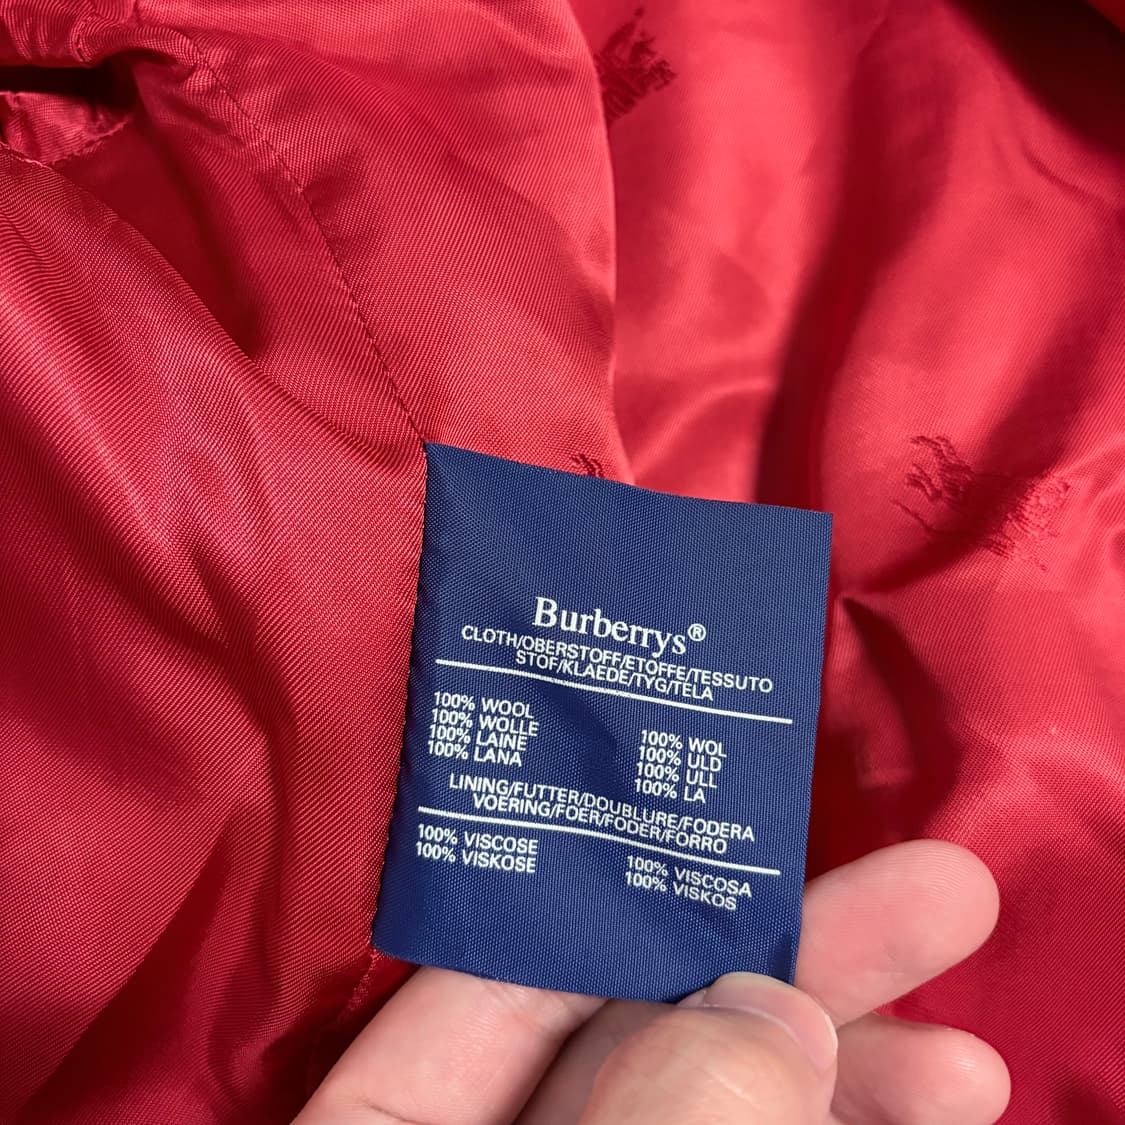 Burberrys®
CLOTH/OBERSTOFF/ETOFFE/TESSUTO
STOF/KLAEDE/TYG/TELA
100% WOOL
100% WOLLE
100% LAINE
100% LANA
100% WOL
100% ULD
100% ULL
100% LA
LINING/FUTTER/DOUBLURE/FODERA
VOERING/FOER/FODER/FORRO
100% VISCOSE
100% VISKOSE
100% VISCOSA
100% VISKOS